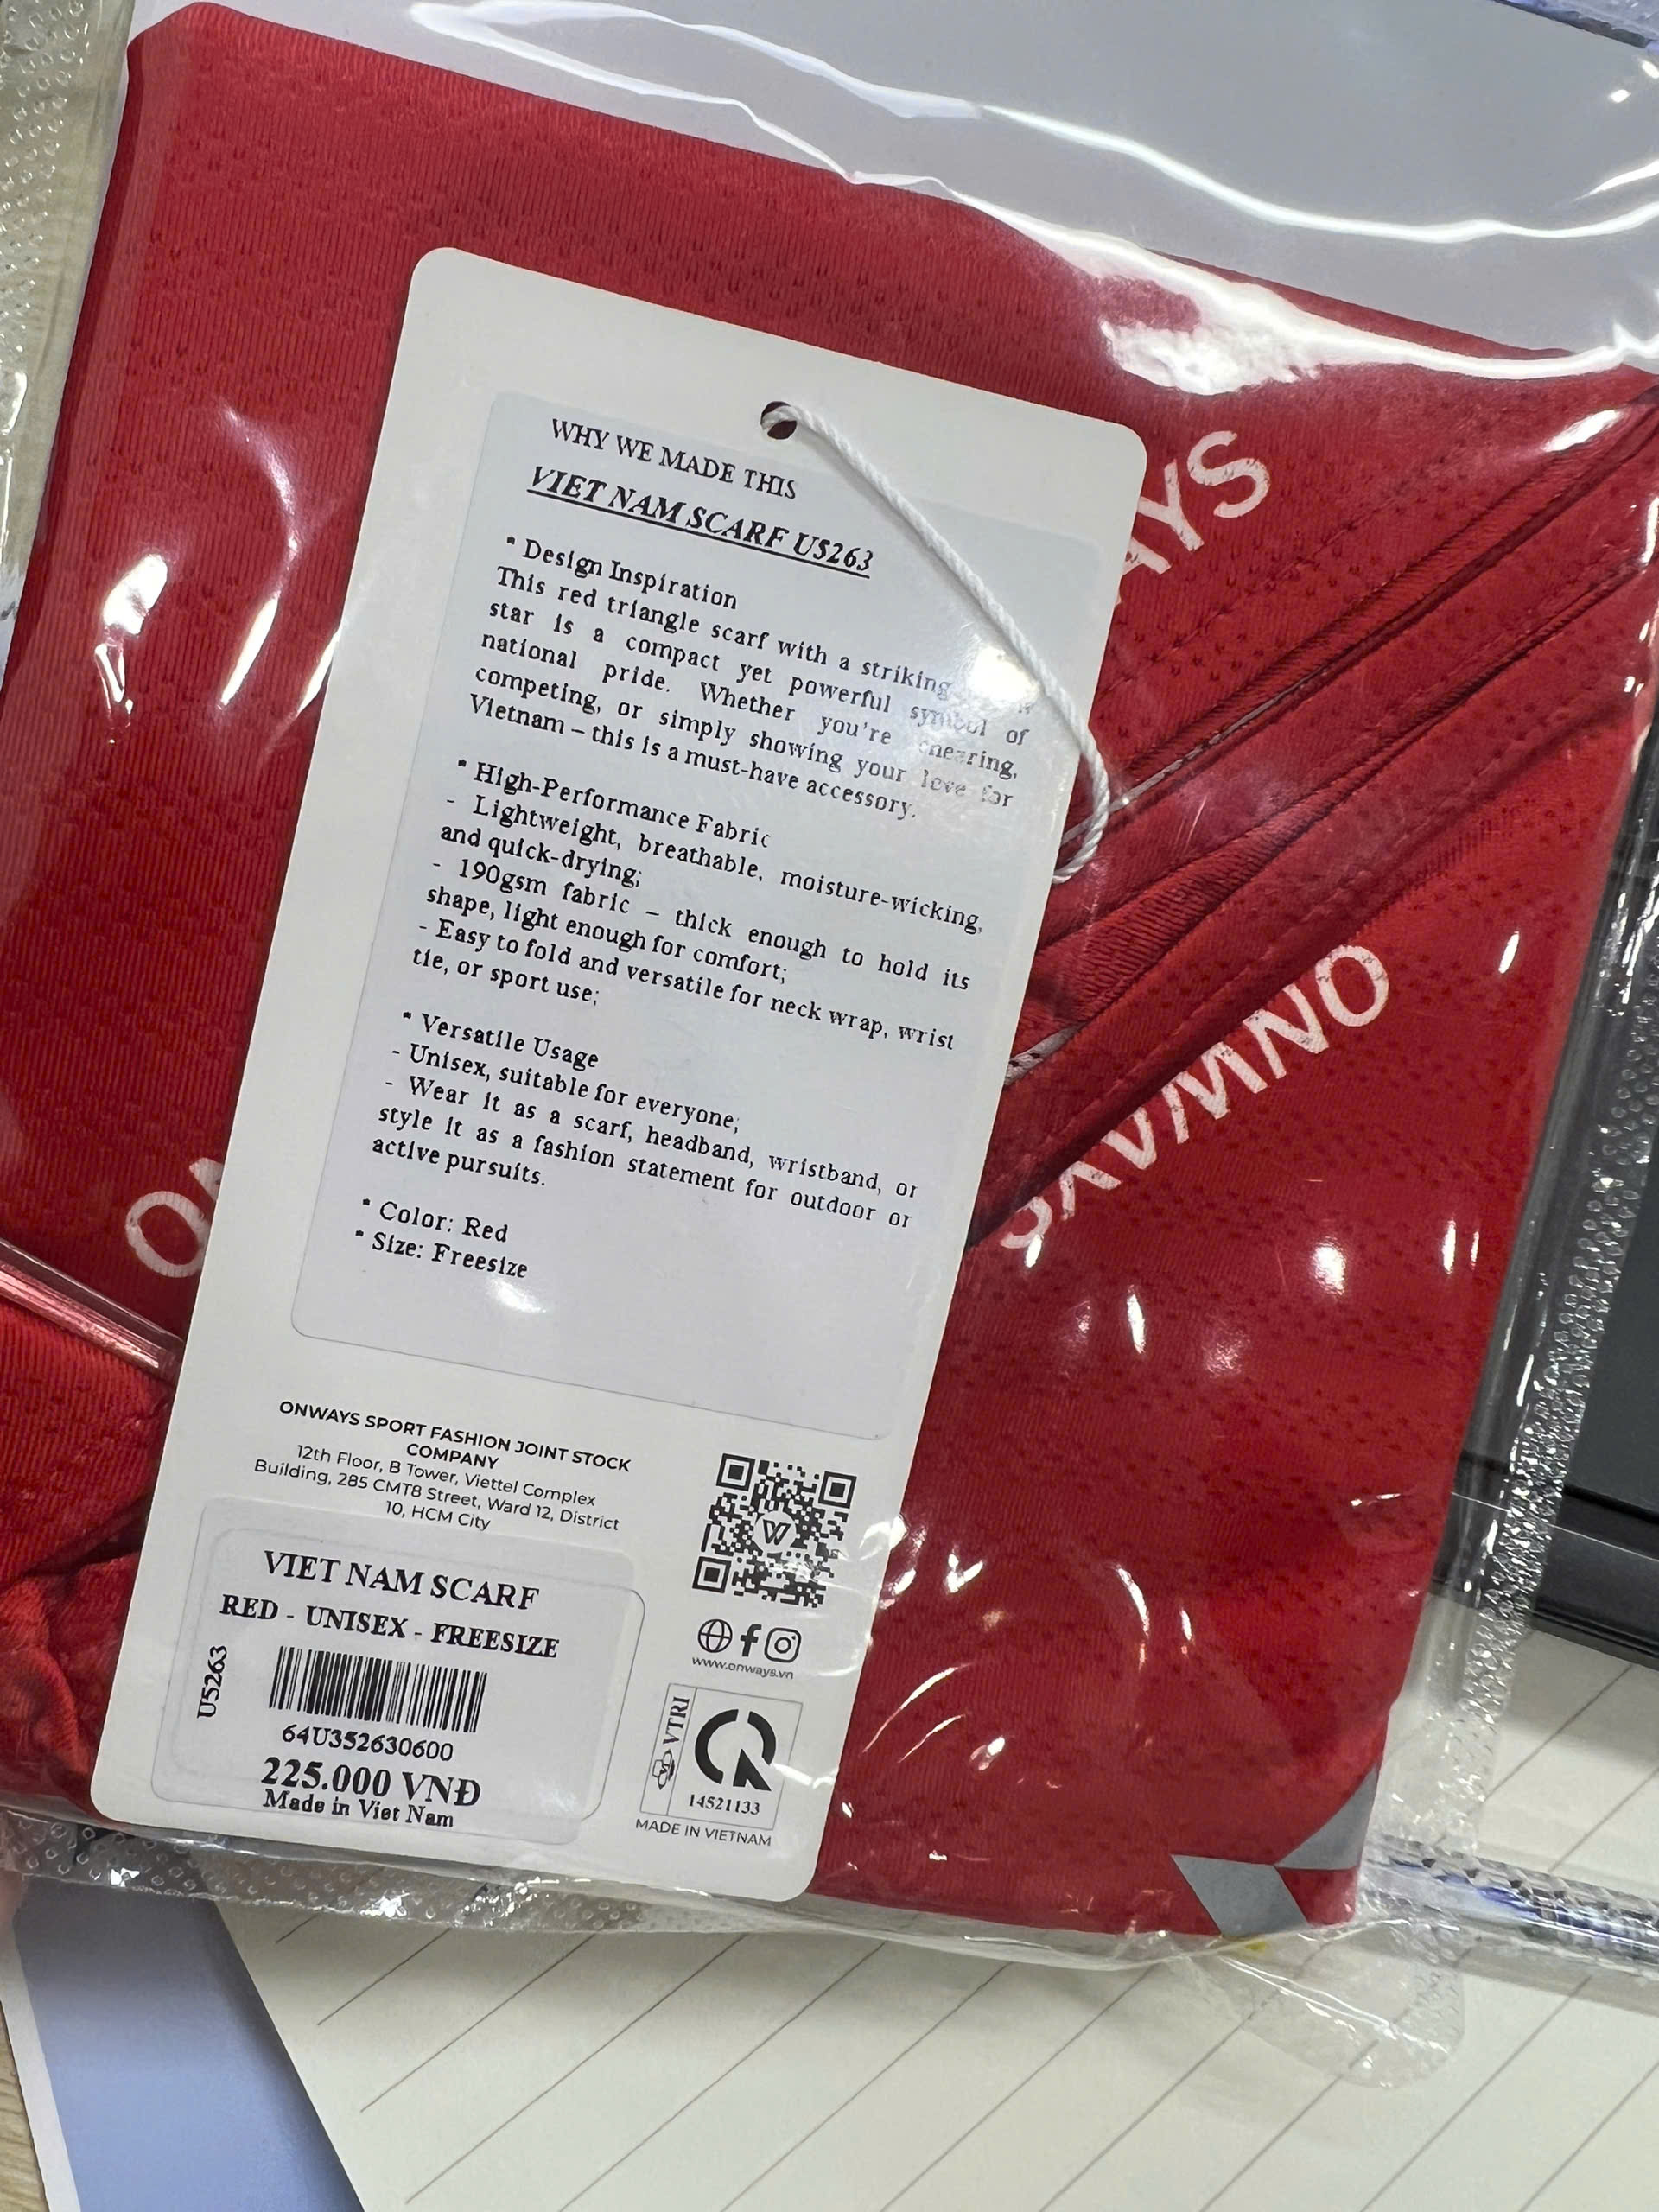 WHY WE MADE THIS
VIET NAM SCARF U5263
* Design Inspiration
This red triangle scarf with a striking
star is a compact yet powerful symbol of
national pride. Whether you're cheering,
competing, or simply showing your love for
Vietnam – this is a must-have accessory.
* High-Performance Fabric
- Lightweight, breathable, moisture-wicking,
and quick-drying;
- 190gsm fabric – thick enough to hold its
shape, light enough for comfort;
- Easy to fold and versatile for neck wrap, wrist
tie, or sport use;
* Versatile Usage
- Unisex, suitable for everyone;
- Wear it as a scarf, headband, wristband, or
style it as a fashion statement for outdoor or
active pursuits.
* Color: Red
* Size: Freesize
ONWAYS SPORT FASHION JOINT STOCK
COMPANY
12th Floor, B Tower, Viettel Complex
Building, 285 CMT8 Street, Ward 12, District
10, HCM City
W
www.onways.vn
VIET NAM SCARF
RED - UNISEX - FREESIZE
U5263
64U352630600
225.000 VNĐ
Made in Viet Nam
VTRI
14521133
MADE IN VIETNAM
AYS
ONWAYS